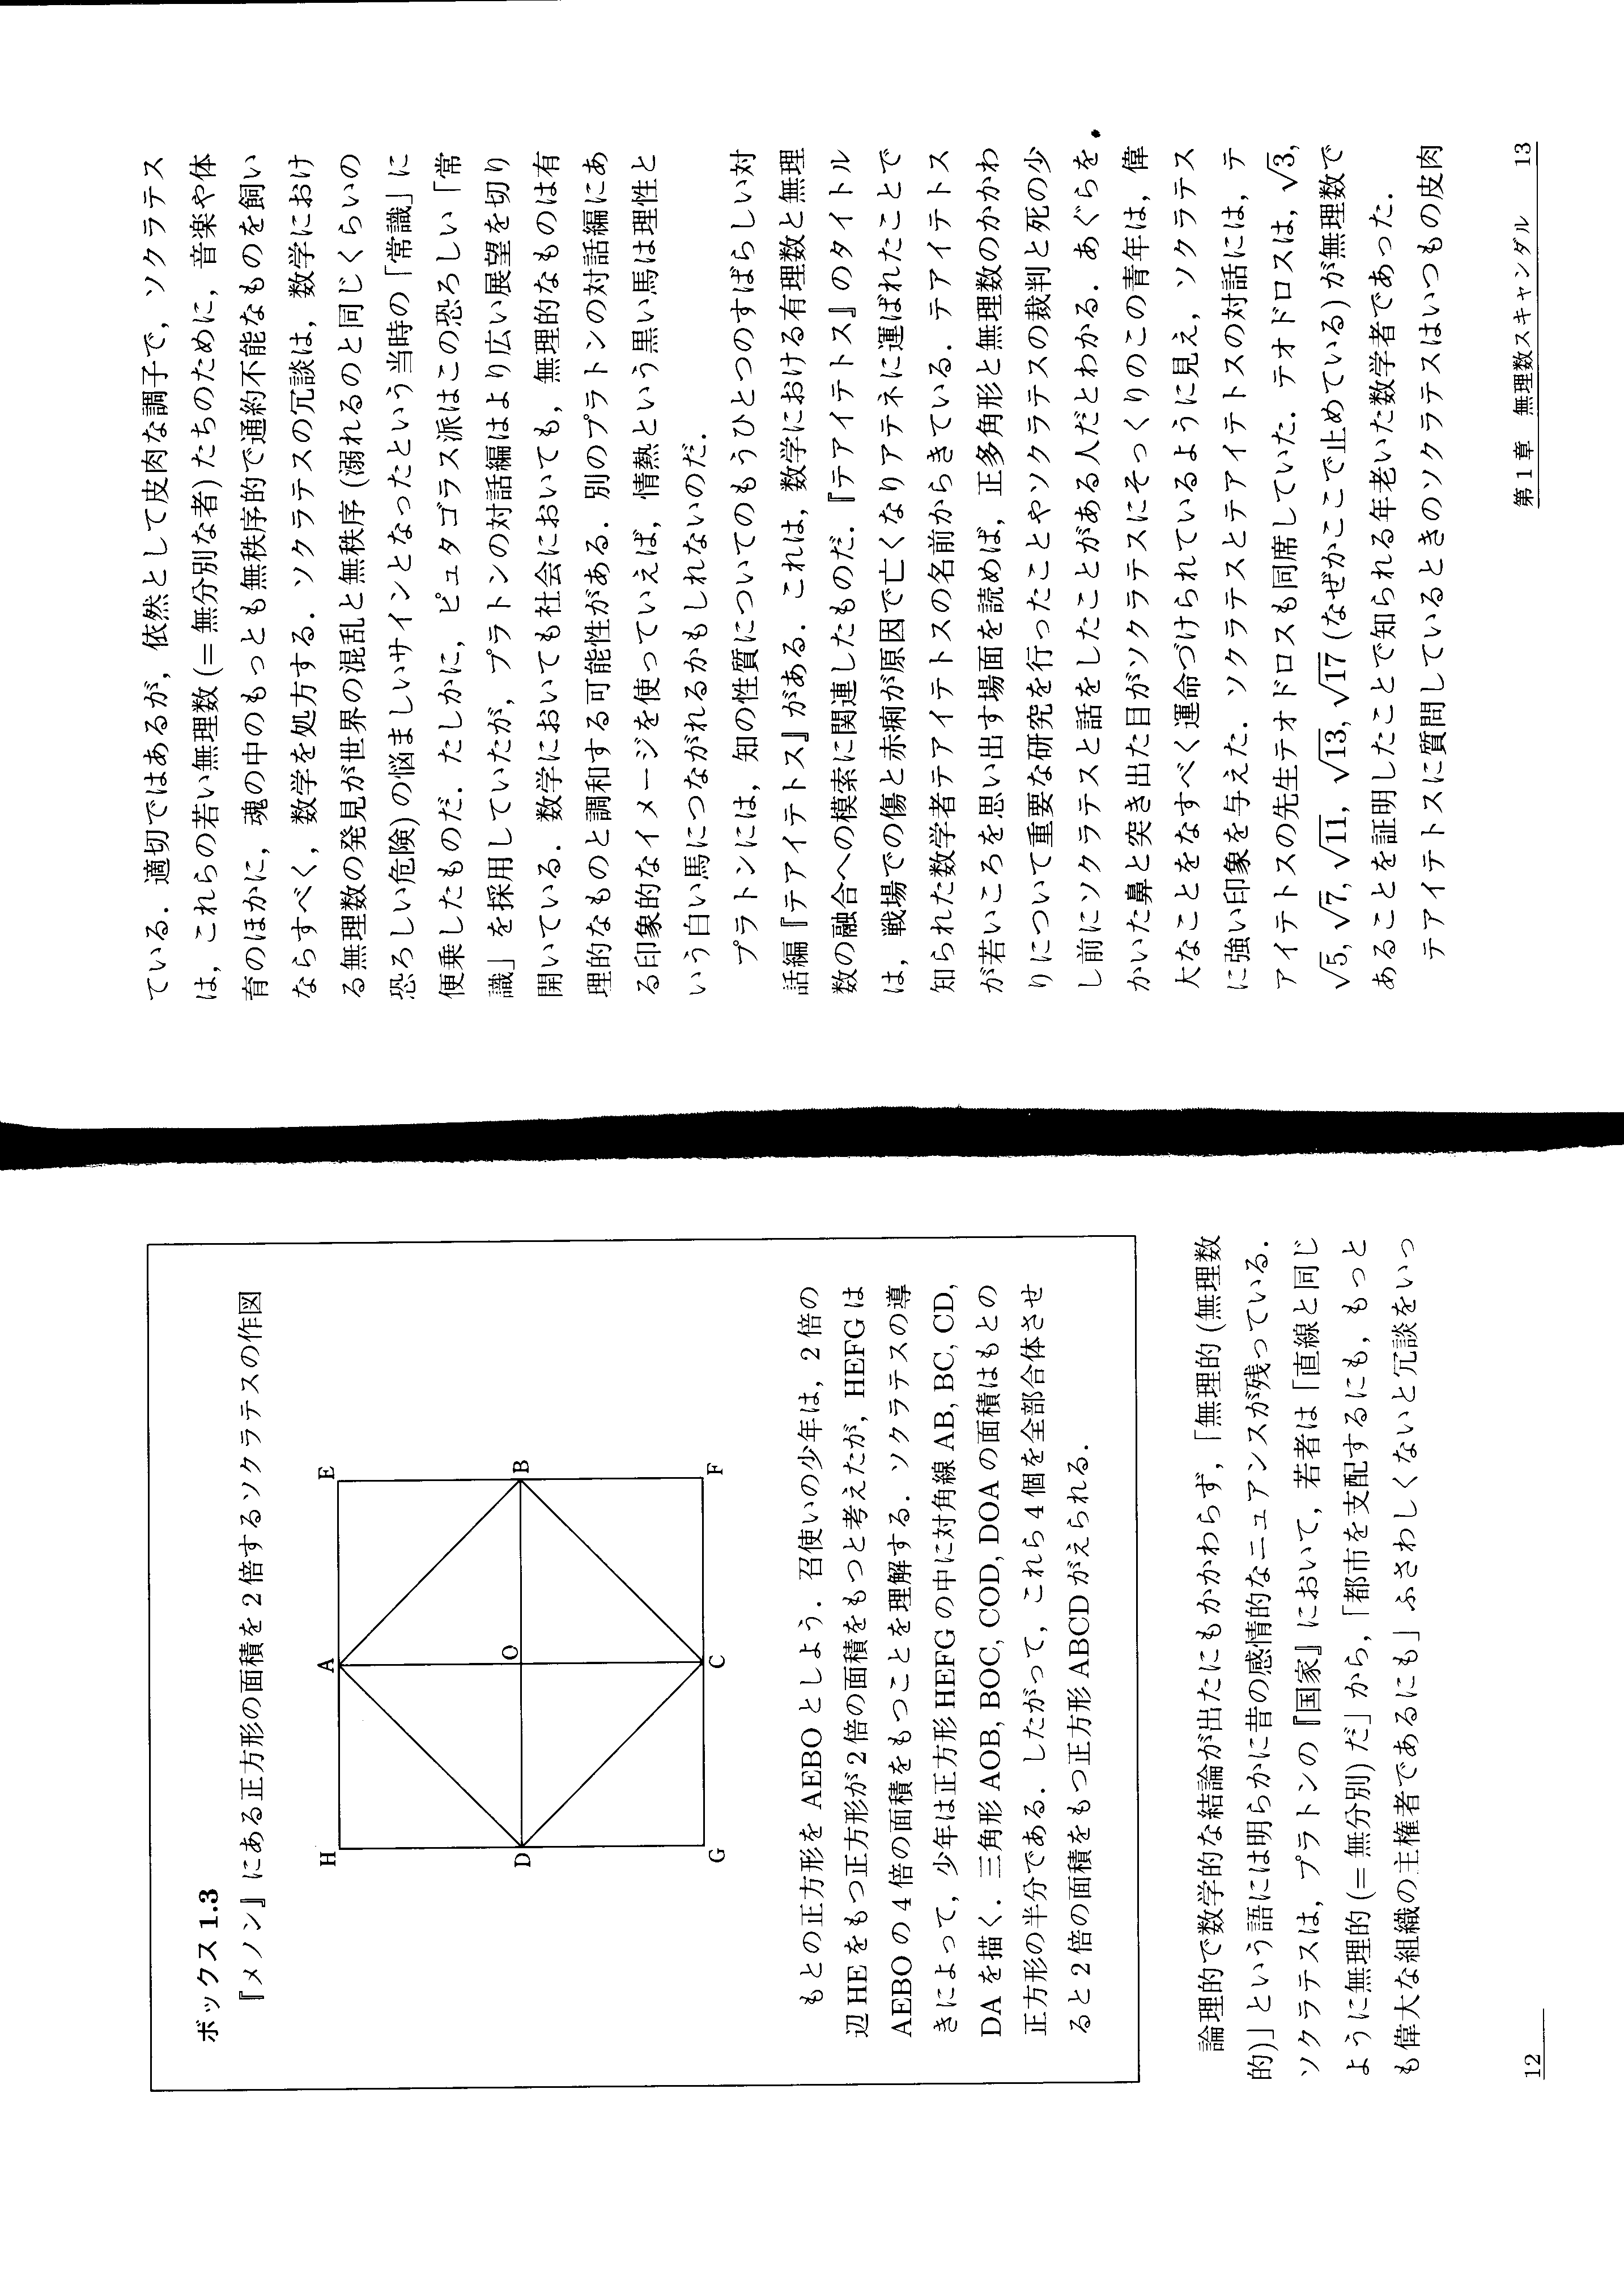 ボックス 1.3
『メノン』にある正方形の面積を 2 倍するソクラテスの作図
H A E
D O B
G C F
もとの正方形を AEBO としよう．召使いの少年は，2 倍の
辺 HE をもつ正方形が 2 倍の面積をもつと考えたが，HEFG は
AEBO の 4 倍の面積をもつことを理解する．ソクラテスの導
きによって，少年は正方形 HEFG の中に対角線 AB, BC, CD,
DA を描く．三角形 AOB, BOC, COD, DOA の面積はもとの
正方形の半分である．したがって，これら 4 個を全部合体させ
ると 2 倍の面積をもつ正方形 ABCD がえられる．
論理的で数学的な結論が出たにもかかわらず，「無理的 (無理数
的)」という語には明らかに昔の感情的なニュアンスが残っている．
ソクラテスは，プラトンの『国家』において，若者は「直線と同じ
ように無理的 (= 無分別) だ」から，「都市を支配するにも，もっと
も偉大な組織の主権者であるにも」ふさわしくないと冗談をいっ
12
ている．適切ではあるが，依然として皮肉な調子で，ソクラテス
は，これらの若い無理数 (= 無分別な者) たちのために，音楽や体
育のほかに，魂の中のもっとも無秩序的で通約不能なものを飼い
ならすべく，数学を処方する．ソクラテスの冗談は，数学におけ
る無理数の発見が世界の混乱と無秩序 (溺れるのと同じくらいの
恐ろしい危険) の悩ましいサインとなったという当時の「常識」に
便乗したものだ．たしかに，ピュタゴラス派はこの恐ろしい「常
識」を採用していたが，プラトンの対話編はより広い展望を切り
開いている．数学においても社会においても，無理的なものは有
理的なものと調和する可能性がある．別のプラトンの対話編にあ
る印象的なイメージを使っていえば，情熱という黒い馬は理性と
いう白い馬につながれるかもしれないのだ．
プラトンには，知の性質についてのもうひとつのすばらしい対
話編『テアイテトス』がある．これは，数学における有理数と無理
数の融合への模索に関連したものだ．『テアイテトス』のタイトル
は，戦場での傷と赤痢が原因で亡くなりアテネに運ばれたことで
知られた数学者テアイテトスの名前からきている．テアイテトス
が若いころを思い出す場面を読めば，正多角形と無理数のかかわ
りについて重要な研究を行ったことやソクラテスの裁判と死の少
し前にソクラテスと話をしたことがある人だとわかる．あぐらを
かいた鼻と突き出た目がソクラテスにそっくりのこの青年は，偉
大なことをなすべく運命づけられているように見え，ソクラテス
に強い印象を与えた．ソクラテスとテアイテトスの対話には，テ
アイテトスの先生テオドロスも同席していた．テオドロスは，√3,
√5, √7, √11, √13, √17 (なぜかここで止めている) が無理数で
あることを証明したことで知られる年老いた数学者であった．
テアイテトスに質問しているときのソクラテスはいつもの皮肉
第 1 章 無理数スキャンダル 13